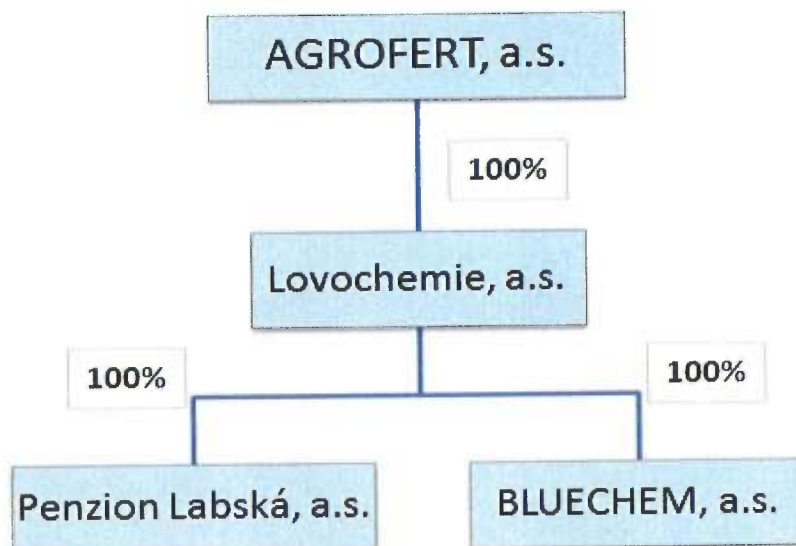 AGROFERT, a.s.
100%
Lovochemie, a.s.
100%
100%
Penzion Labská, a.s.
BLUECHEM, a.s.